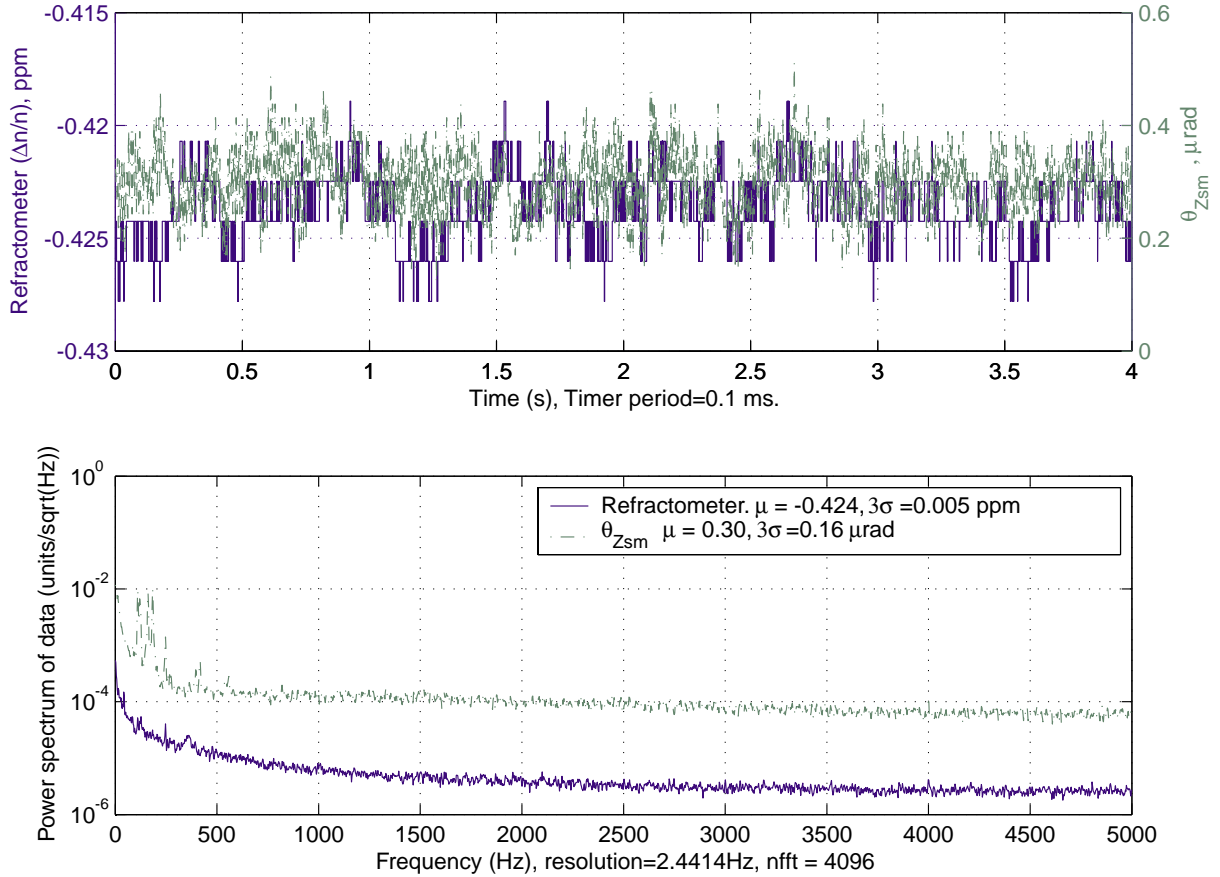 -0.415
-0.42
-0.425
-0.43
Refractometer (Δn/n), ppm
0.6
0.4
0.2
0
θZsm , μrad
0 0.5 1 1.5 2 2.5 3 3.5 4
Time (s), Timer period=0.1 ms.
10^0
10^-2
10^-4
10^-6
Power spectrum of data (units/sqrt(Hz))
Refractometer. μ = -0.424, 3σ =0.005 ppm
θZsm μ = 0.30, 3σ =0.16 μrad
0 500 1000 1500 2000 2500 3000 3500 4000 4500 5000
Frequency (Hz), resolution=2.4414Hz, nfft = 4096